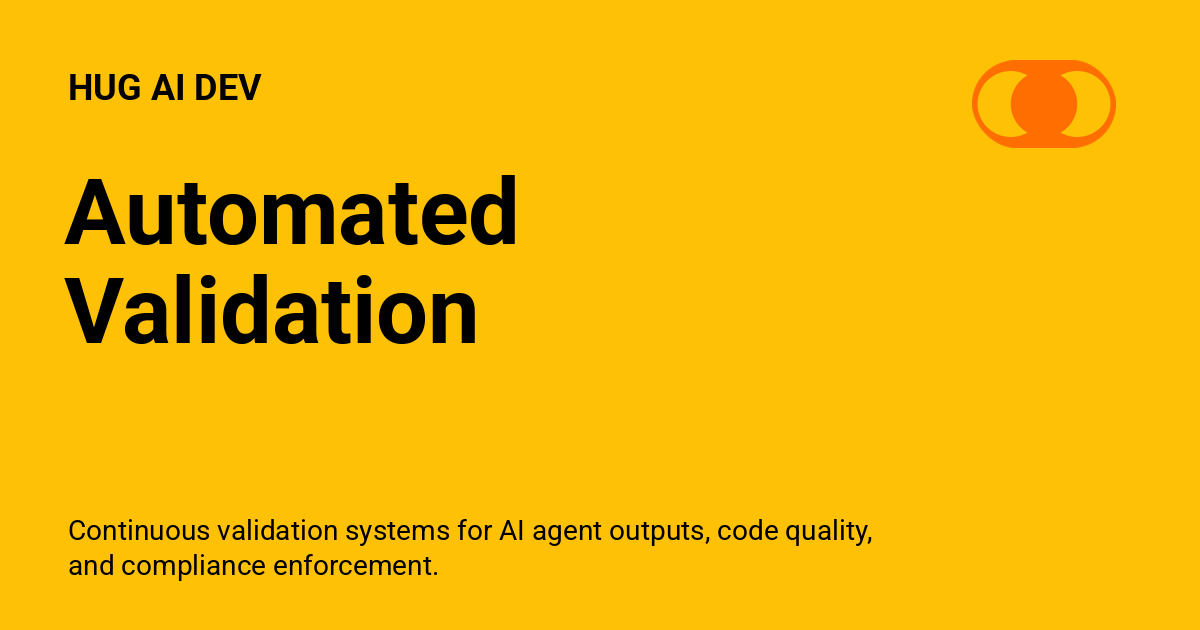 HUG AI DEV
Automated
Validation
Continuous validation systems for AI agent outputs, code quality,
and compliance enforcement.